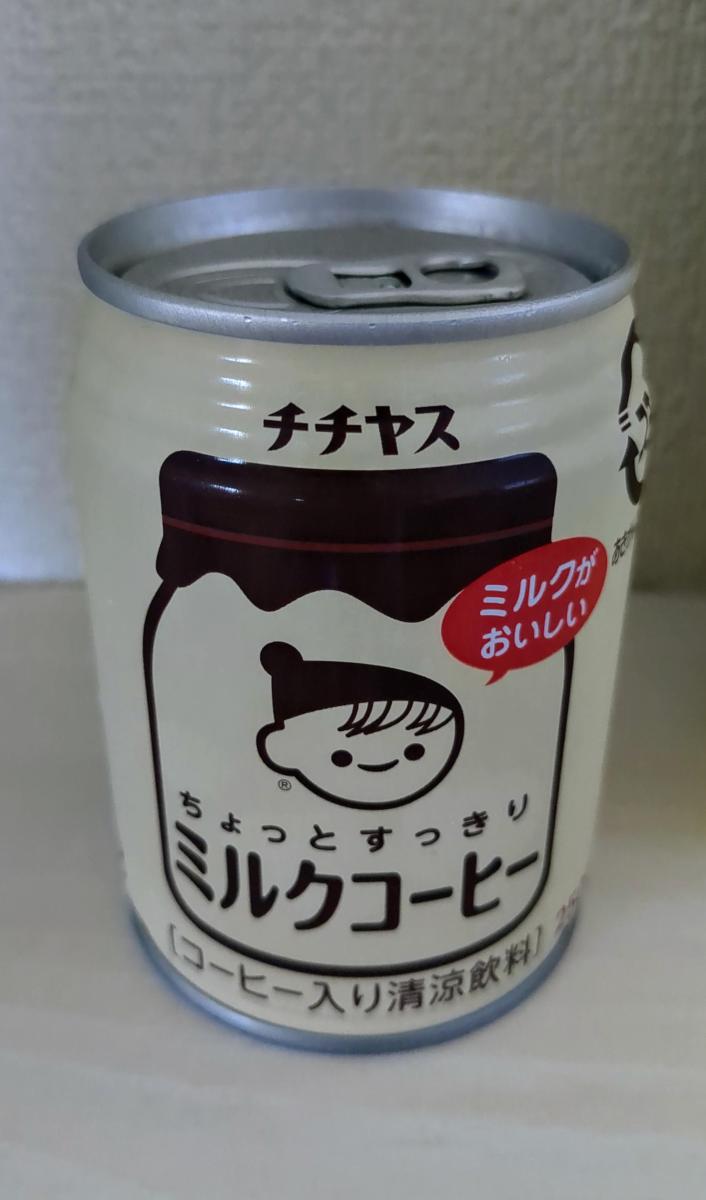 チチヤス
ミルクが
おいしい
®
ちょっとすっきり
ミルクコーヒー
[コーヒー入り清涼飲料]